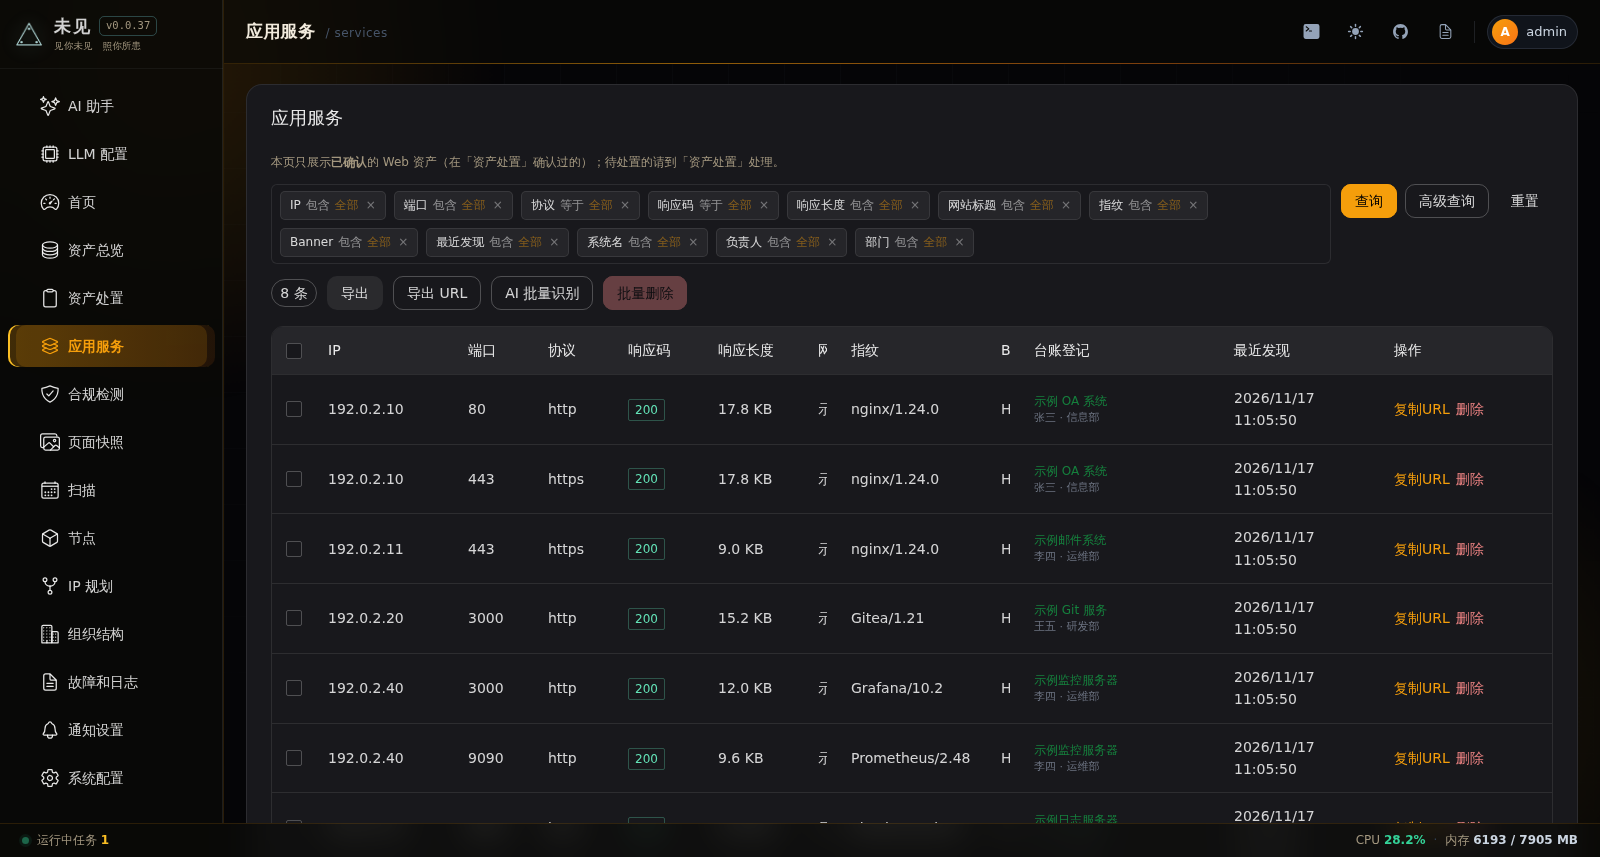 未见 v0.0.37
见你未见 照你所患
AI 助手
LLM 配置
首页
资产总览
资产处置
应用服务
合规检测
页面快照
扫描
节点
IP 规划
组织结构
故障和日志
通知设置
系统配置
应用服务 / services
A admin
应用服务
本页只展示已确认的 Web 资产（在「资产处置」确认过的）；待处置的请到「资产处置」处理。
IP 包含 全部 × 端口 包含 全部 × 协议 等于 全部 × 响应码 等于 全部 × 响应长度 包含 全部 × 网站标题 包含 全部 × 指纹 包含 全部 ×
Banner 包含 全部 × 最近发现 包含 全部 × 系统名 包含 全部 × 负责人 包含 全部 × 部门 包含 全部 ×
查询 高级查询 重置
8 条 导出 导出 URL AI 批量识别 批量删除
IP 端口 协议 响应码 响应长度 指纹 B 台账登记 最近发现 操作
192.0.2.10 80 http 200 17.8 KB nginx/1.24.0 H 示例 OA 系统 张三 · 信息部 2026/11/17 11:05:50 复制URL 删除
192.0.2.10 443 https 200 17.8 KB nginx/1.24.0 H 示例 OA 系统 张三 · 信息部 2026/11/17 11:05:50 复制URL 删除
192.0.2.11 443 https 200 9.0 KB nginx/1.24.0 H 示例邮件系统 李四 · 运维部 2026/11/17 11:05:50 复制URL 删除
192.0.2.20 3000 http 200 15.2 KB Gitea/1.21 H 示例 Git 服务 王五 · 研发部 2026/11/17 11:05:50 复制URL 删除
192.0.2.40 3000 http 200 12.0 KB Grafana/10.2 H 示例监控服务器 李四 · 运维部 2026/11/17 11:05:50 复制URL 删除
192.0.2.40 9090 http 200 9.6 KB Prometheus/2.48 H 示例监控服务器 李四 · 运维部 2026/11/17 11:05:50 复制URL 删除
示例日志服务器 2026/11/17
运行中任务 1
CPU 28.2% · 内存 6193 / 7905 MB